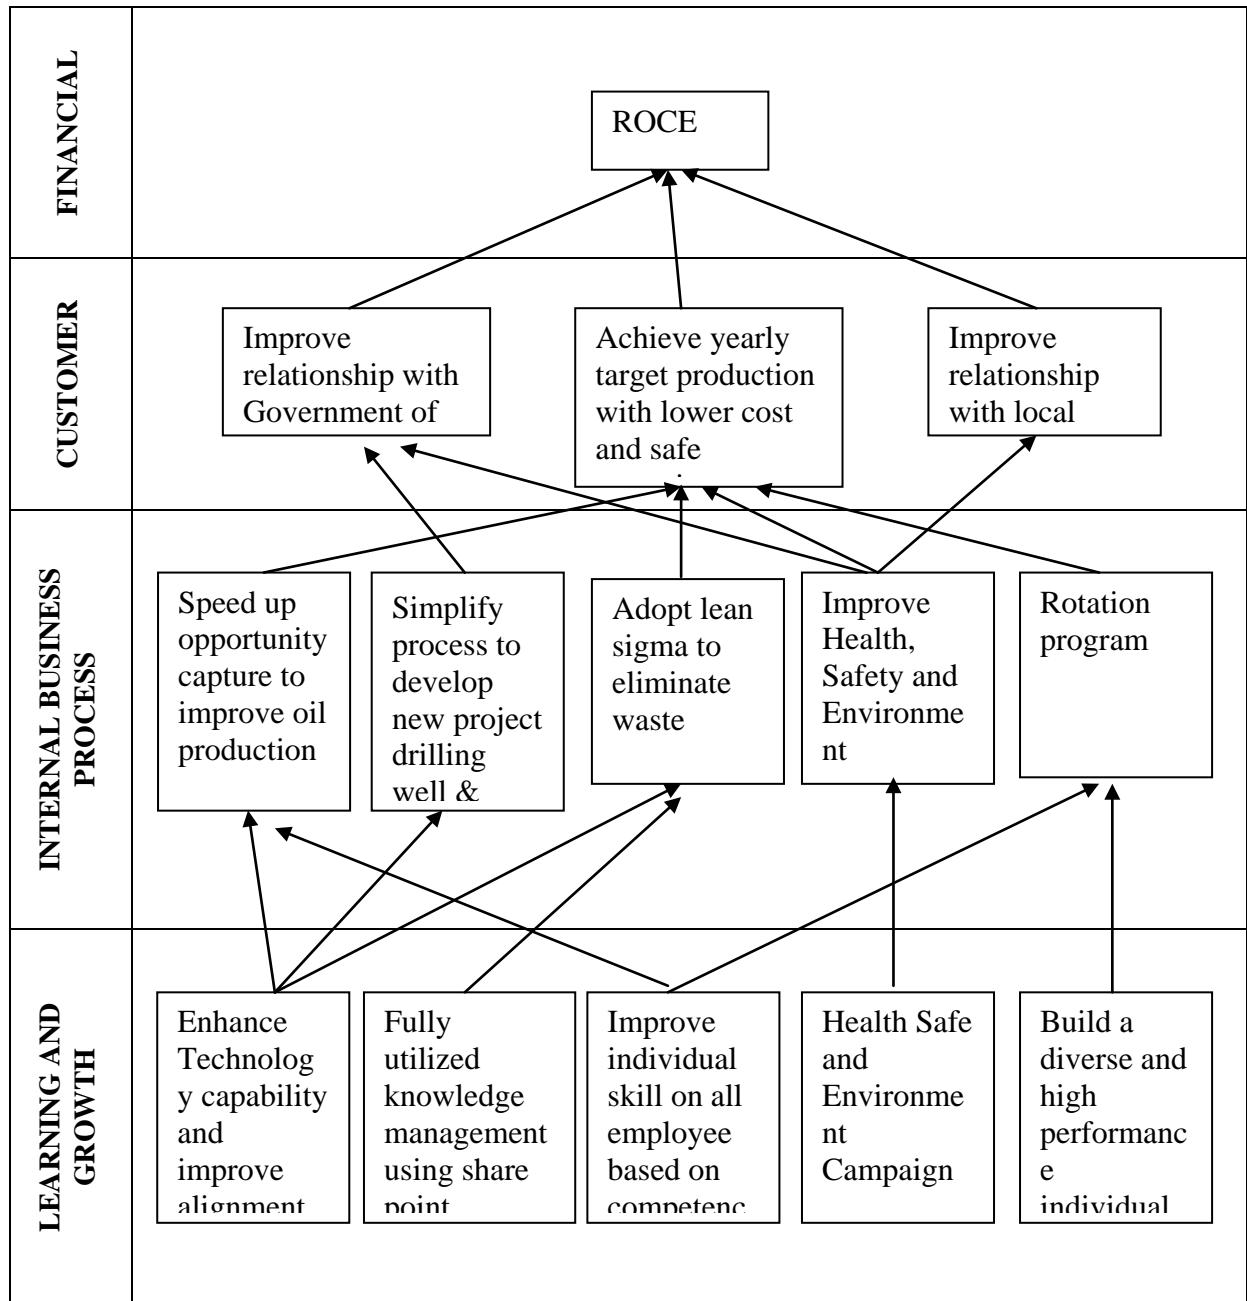 FINANCIAL
ROCE
CUSTOMER
Improve
relationship with
Government of
Achieve yearly
target production
with lower cost
and safe
Improve
relationship
with local
INTERNAL BUSINESS
PROCESS
Speed up
opportunity
capture to
improve oil
production
Simplify
process to
develop
new project
drilling
well &
Adopt lean
sigma to
eliminate
waste
Improve
Health,
Safety and
Environme
nt
Rotation
program
LEARNING AND
GROWTH
Enhance
Technolog
y capability
and
improve
alignment
Fully
utilized
knowledge
management
using share
point
Improve
individual
skill on all
employee
based on
competenc
Health Safe
and
Environme
nt
Campaign
Build a
diverse and
high
performanc
e
individual